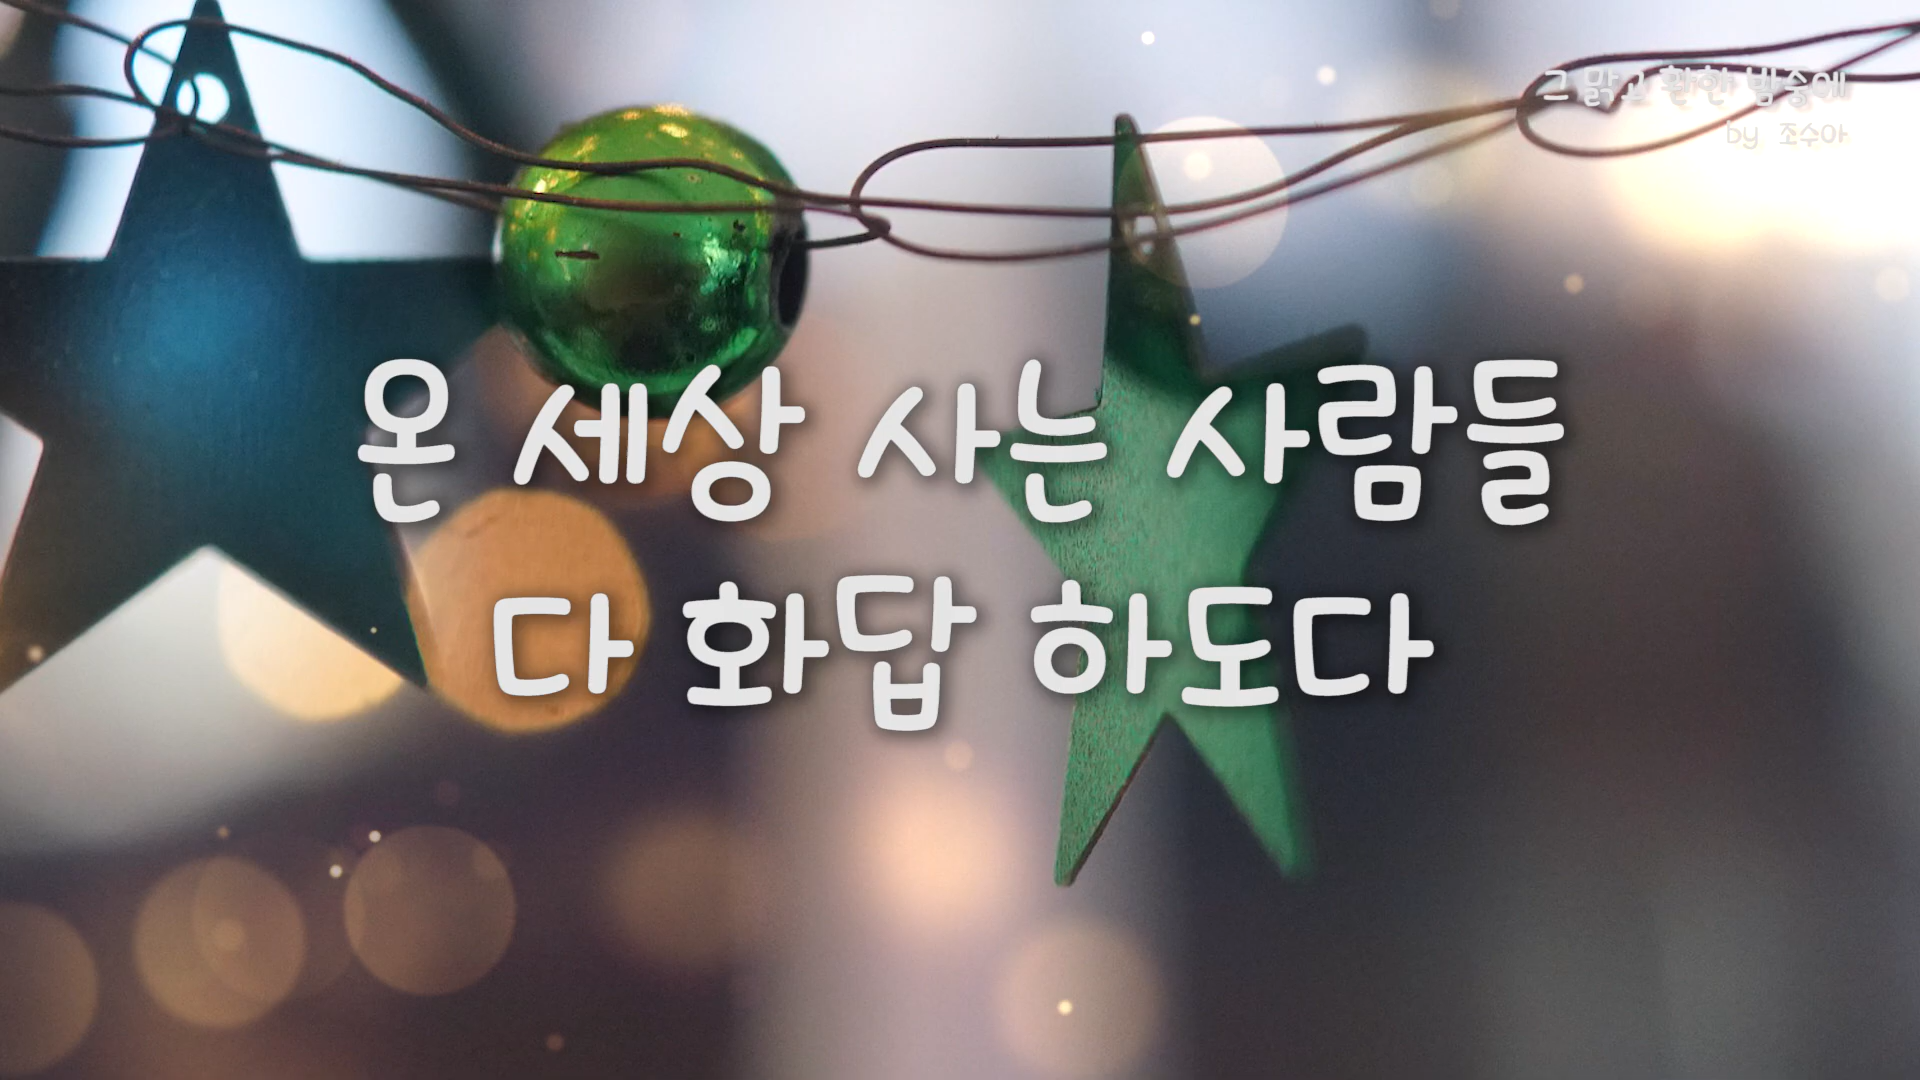 그 맑고 환한 밤중에
by 조수아
온 세상 사는 사람들
다 화답 하도다